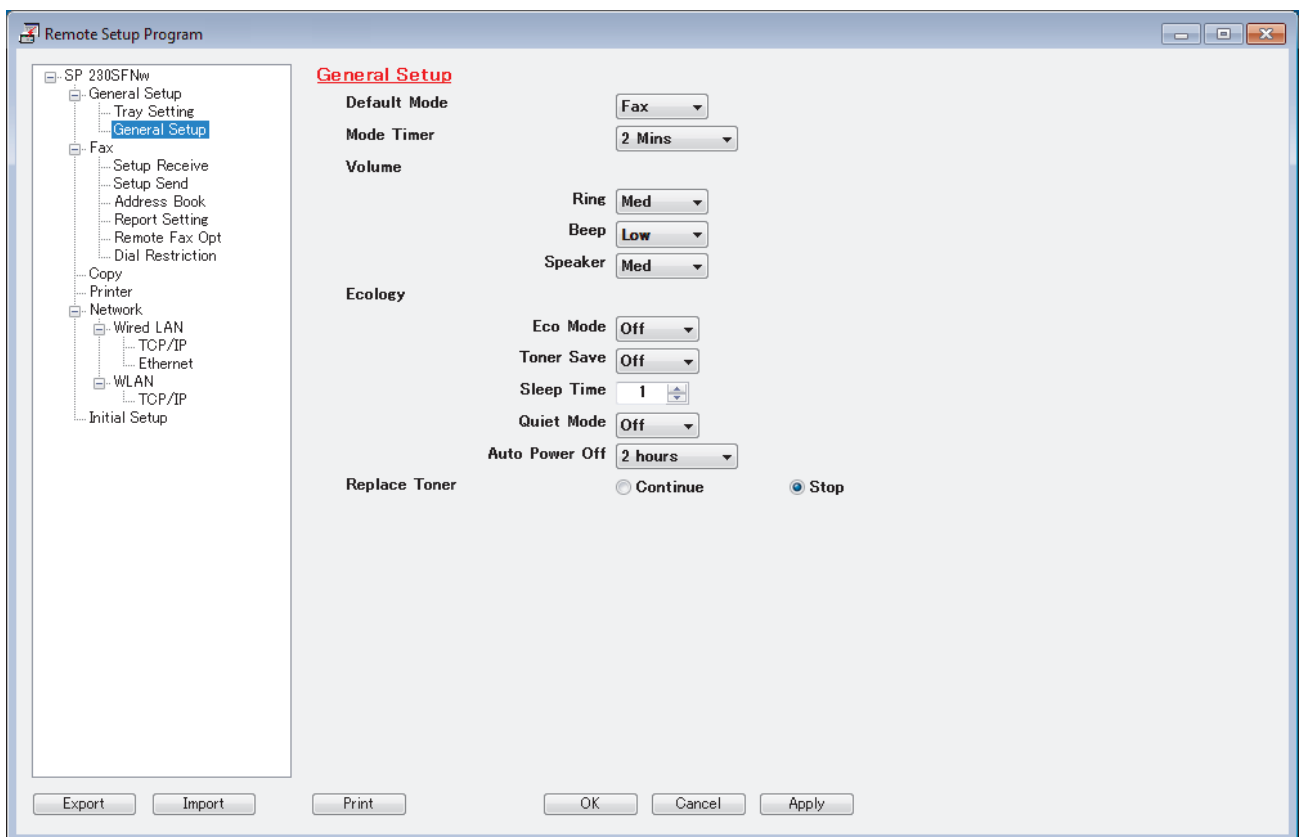 Remote Setup Program
SP 230SFNw
General Setup
Tray Setting
General Setup
Fax
Setup Receive
Setup Send
Address Book
Report Setting
Remote Fax Opt
Dial Restriction
Copy
Printer
Network
Wired LAN
TCP/IP
Ethernet
WLAN
TCP/IP
Initial Setup
General Setup
Default Mode Fax
Mode Timer 2 Mins
Volume
Ring Med
Beep Low
Speaker Med
Ecology
Eco Mode Off
Toner Save Off
Sleep Time 1
Quiet Mode Off
Auto Power Off 2 hours
Replace Toner Continue Stop
Export Import Print OK Cancel Apply